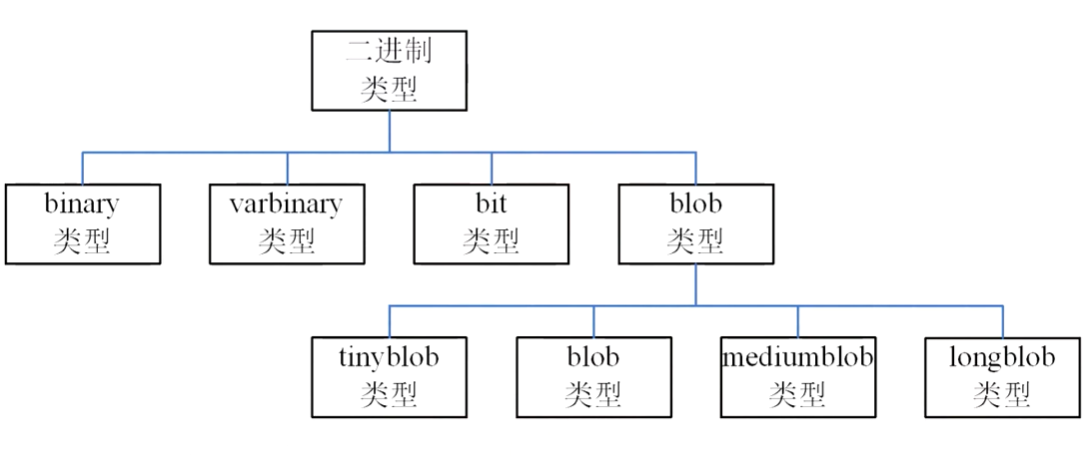 二进制
类型
binary
类型
varbinary
类型
bit
类型
blob
类型
tinyblob
类型
blob
类型
mediumblob
类型
longblob
类型